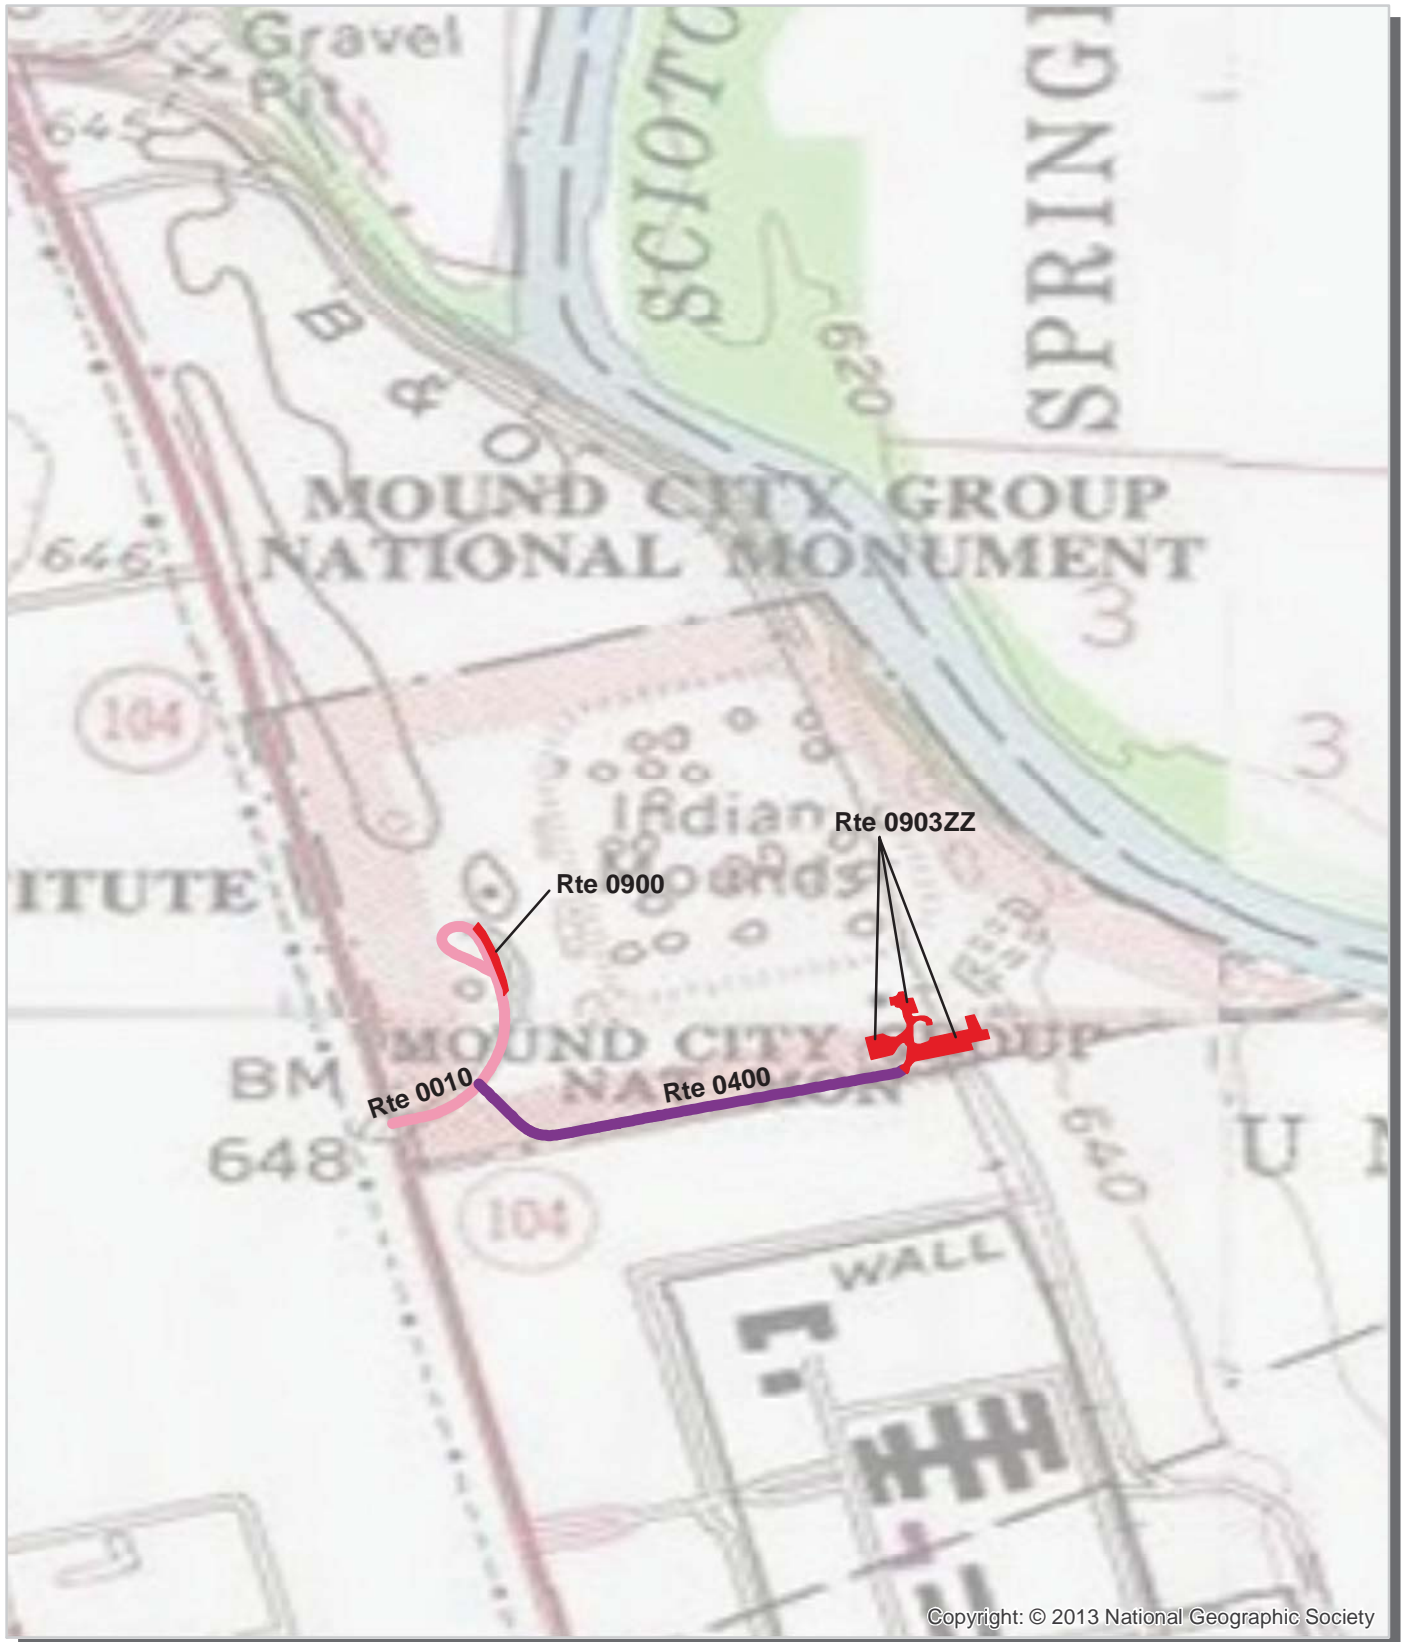 Gravel
Pit
645
SCIOTO
SPRING
B & O
620
MOUND CITY GROUP
NATIONAL MONUMENT
646
3
104
3
Indian
Mounds
Rte 0903ZZ
ITUTE
Rte 0900
MOUND CITY GROUP
NATION
BM
648
Rte 0010
Rte 0400
640
U
104
WALL
Copyright: © 2013 National Geographic Society